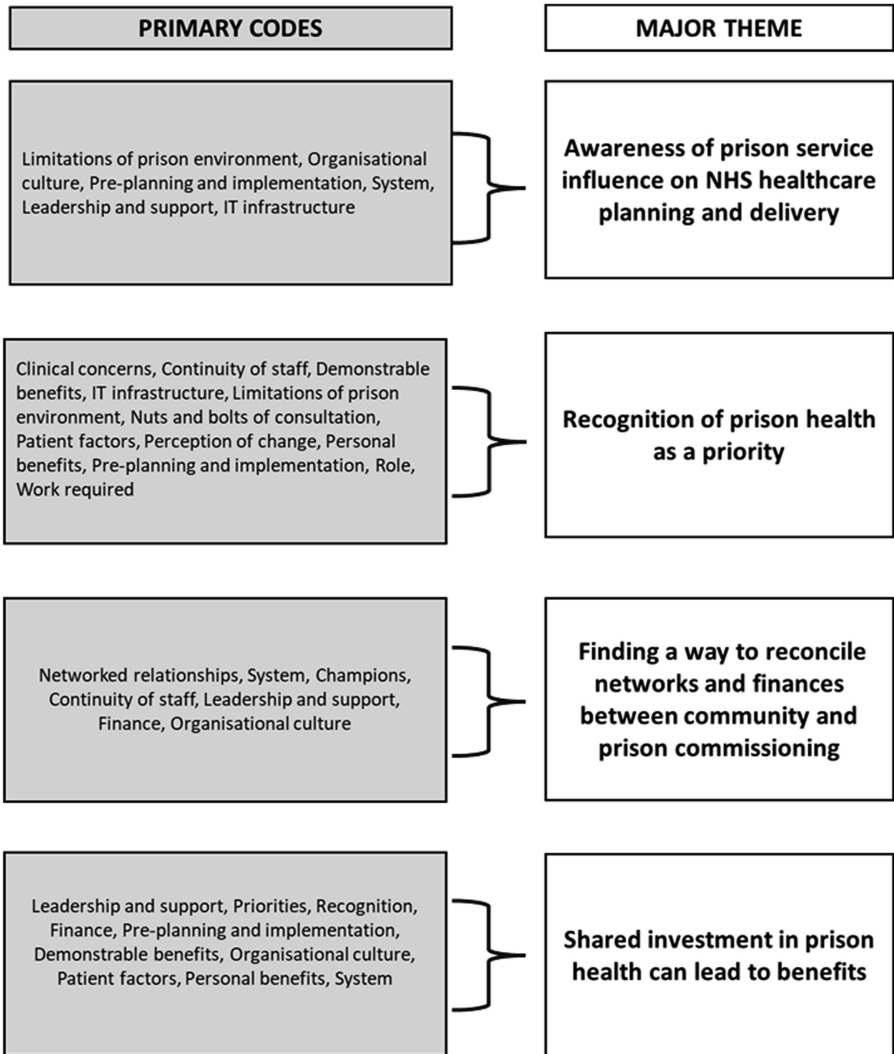 PRIMARY CODES
MAJOR THEME
Limitations of prison environment, Organisational
culture, Pre-planning and implementation, System,
Leadership and support, IT infrastructure
Awareness of prison service
influence on NHS healthcare
planning and delivery
Clinical concerns, Continuity of staff, Demonstrable
benefits, IT infrastructure, Limitations of prison
environment, Nuts and bolts of consultation,
Patient factors, Perception of change, Personal
benefits, Pre-planning and implementation, Role,
Work required
Recognition of prison health
as a priority
Networked relationships, System, Champions,
Continuity of staff, Leadership and support,
Finance, Organisational culture
Finding a way to reconcile
networks and finances
between community and
prison commissioning
Leadership and support, Priorities, Recognition,
Finance, Pre-planning and implementation,
Demonstrable benefits, Organisational culture,
Patient factors, Personal benefits, System
Shared investment in prison
health can lead to benefits